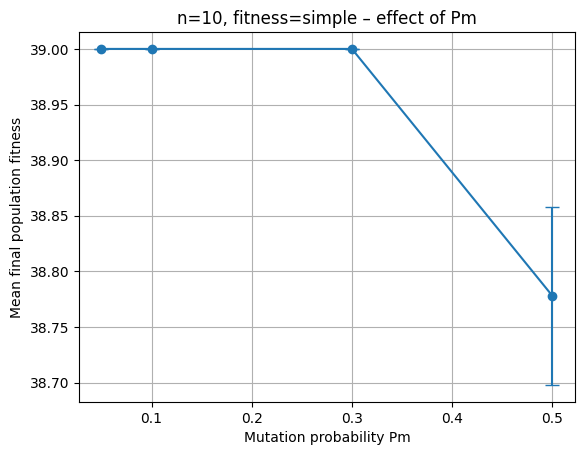 n=10, fitness=simple – effect of Pm
Mean final population fitness
39.00
38.95
38.90
38.85
38.80
38.75
38.70
0.1 0.2 0.3 0.4 0.5
Mutation probability Pm